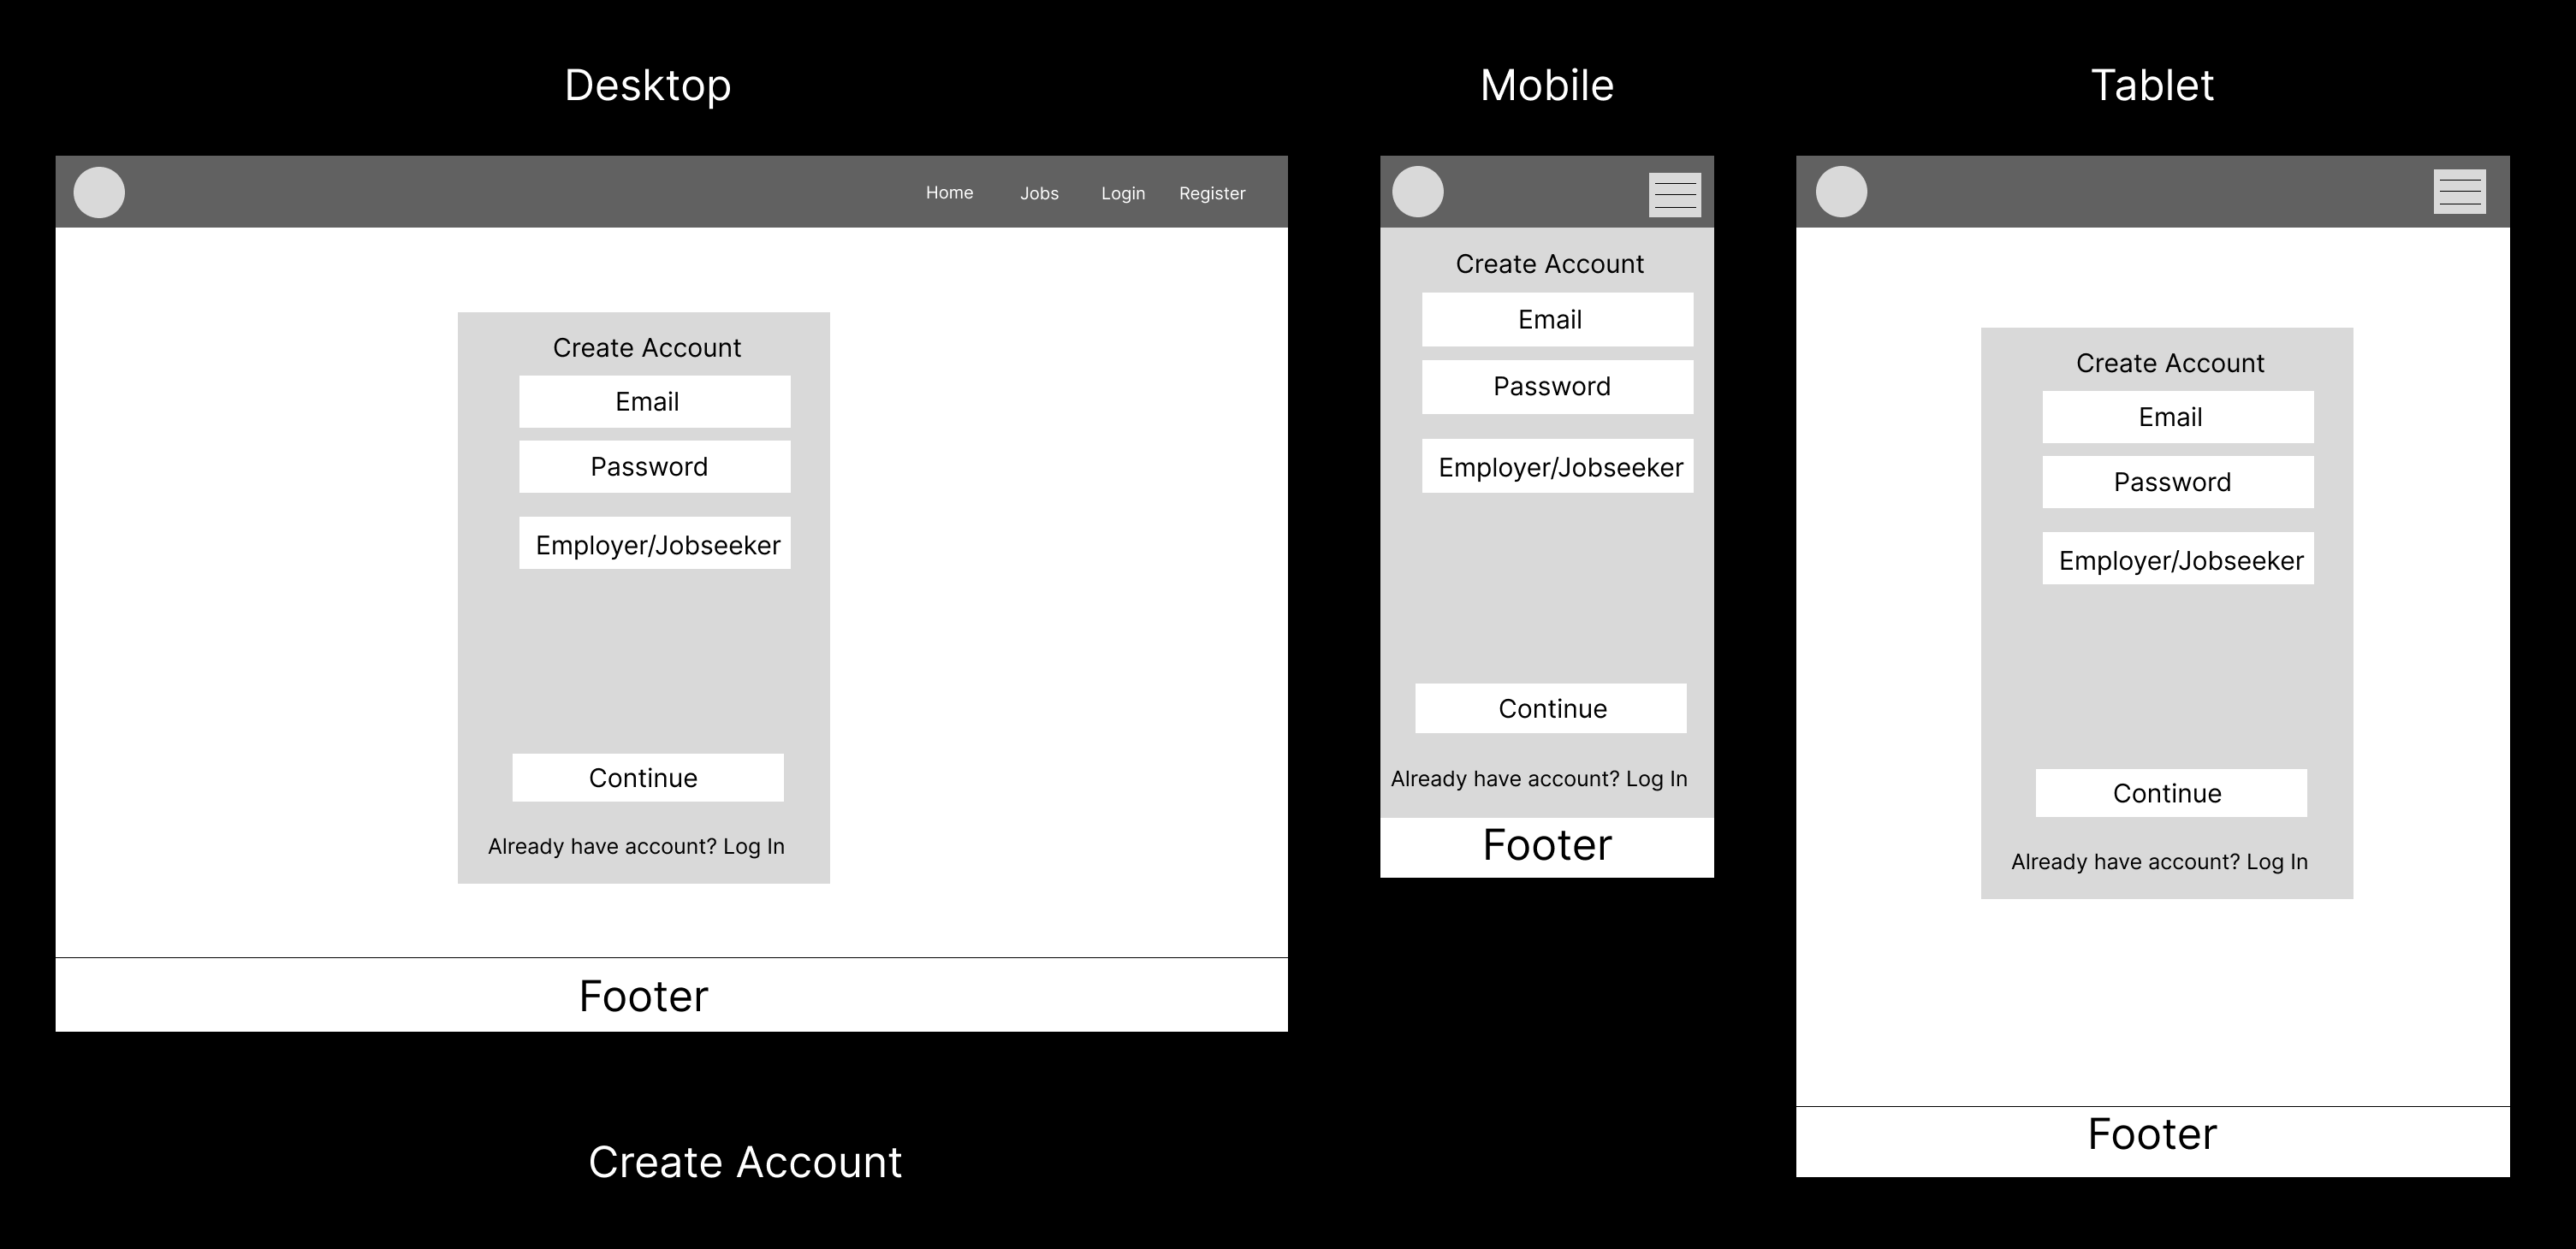 Desktop
Home Jobs Login Register
Create Account
Email
Password
Employer/Jobseeker
Continue
Already have account? Log In
Footer
Create Account
Mobile
Create Account
Email
Password
Employer/Jobseeker
Continue
Already have account? Log In
Footer
Tablet
Create Account
Email
Password
Employer/Jobseeker
Continue
Already have account? Log In
Footer